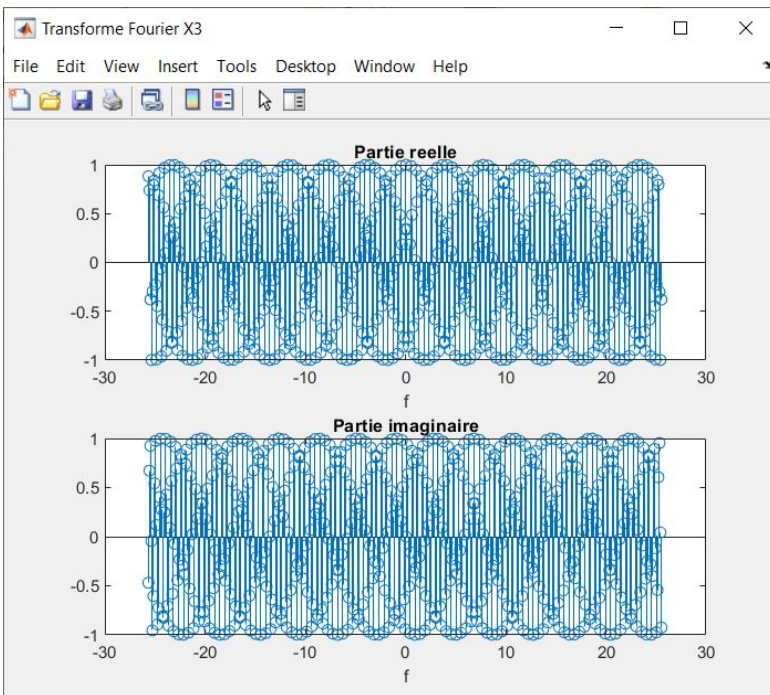 Transforme Fourier X3
File Edit View Insert Tools Desktop Window Help
Partie reelle
1
0.5
0
-0.5
-1
-30 -20 -10 0 10 20 30
f
Partie imaginaire
1
0.5
0
-0.5
-1
-30 -20 -10 0 10 20 30
f